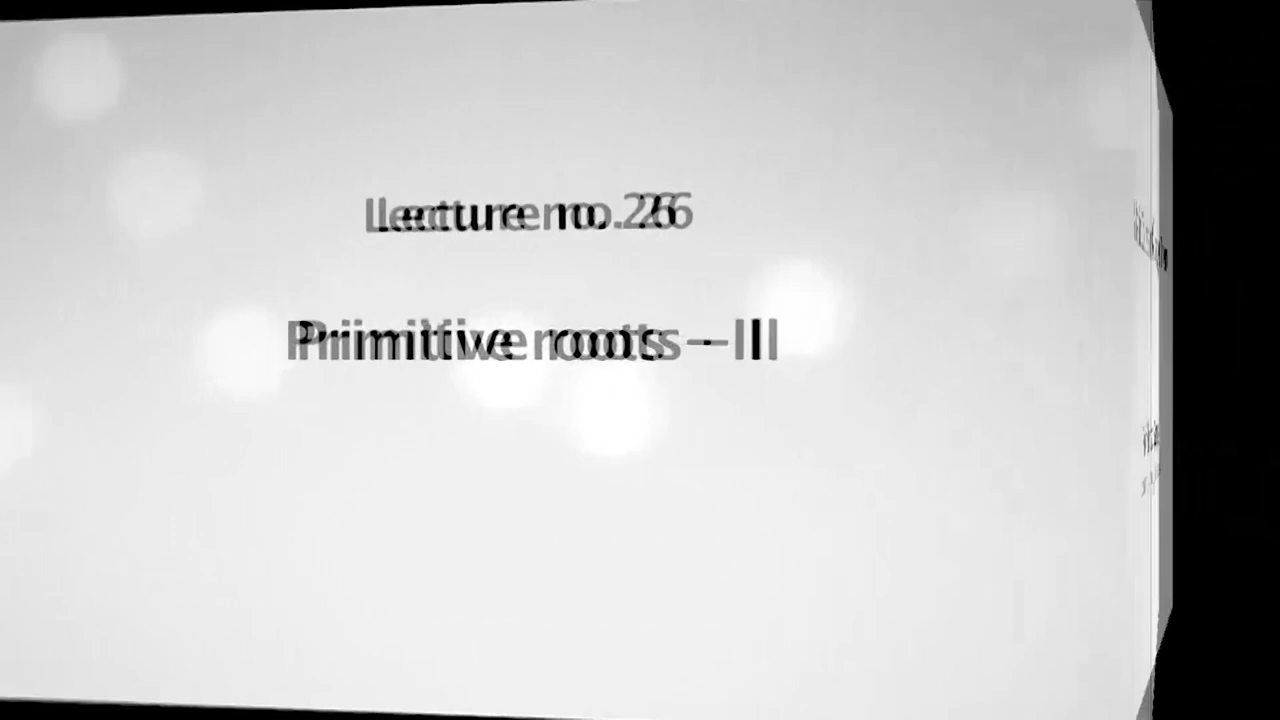 Lecture no. 26
Primitive roots – II